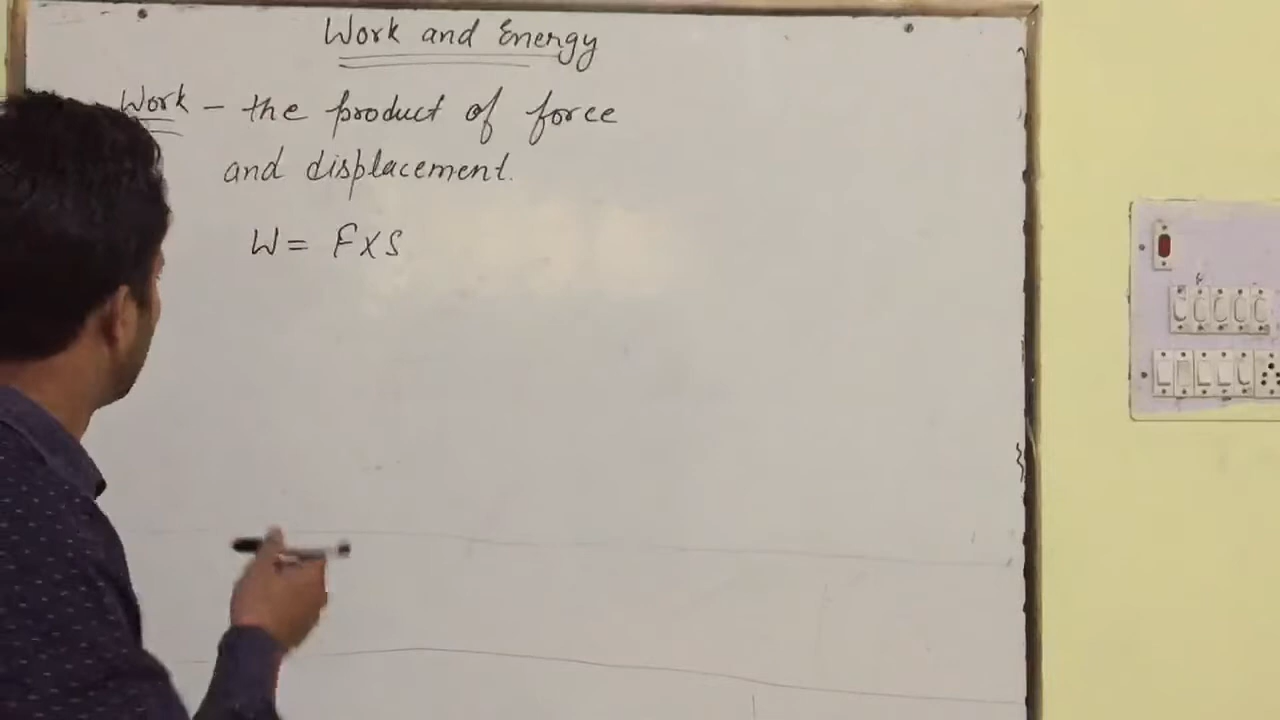 Work and Energy
Work – the product of force
and displacement.
W = F x s